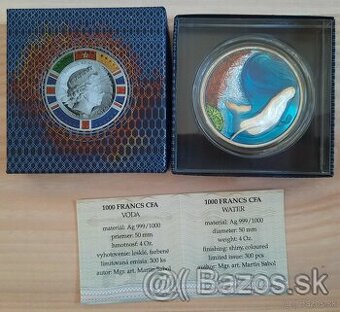 1000 FRANCS CFA
VODA
material: Ag 999/1000
priemer: 50 mm
hmotnosť: 4 Oz.
vyhotovenie: lesklé, farbené
limitovaná emisia: 300 ks
autor: Mgr. art. Martin Sabol
1000 FRANCS CFA
WATER
material: Ag 999/1000
diameter: 50 mm
weight: 4 Oz.
finishing: shiny, coloured
limited issue: 300 pcs
autor: Mgr. art. Martin Sabol
@Bazos.sk